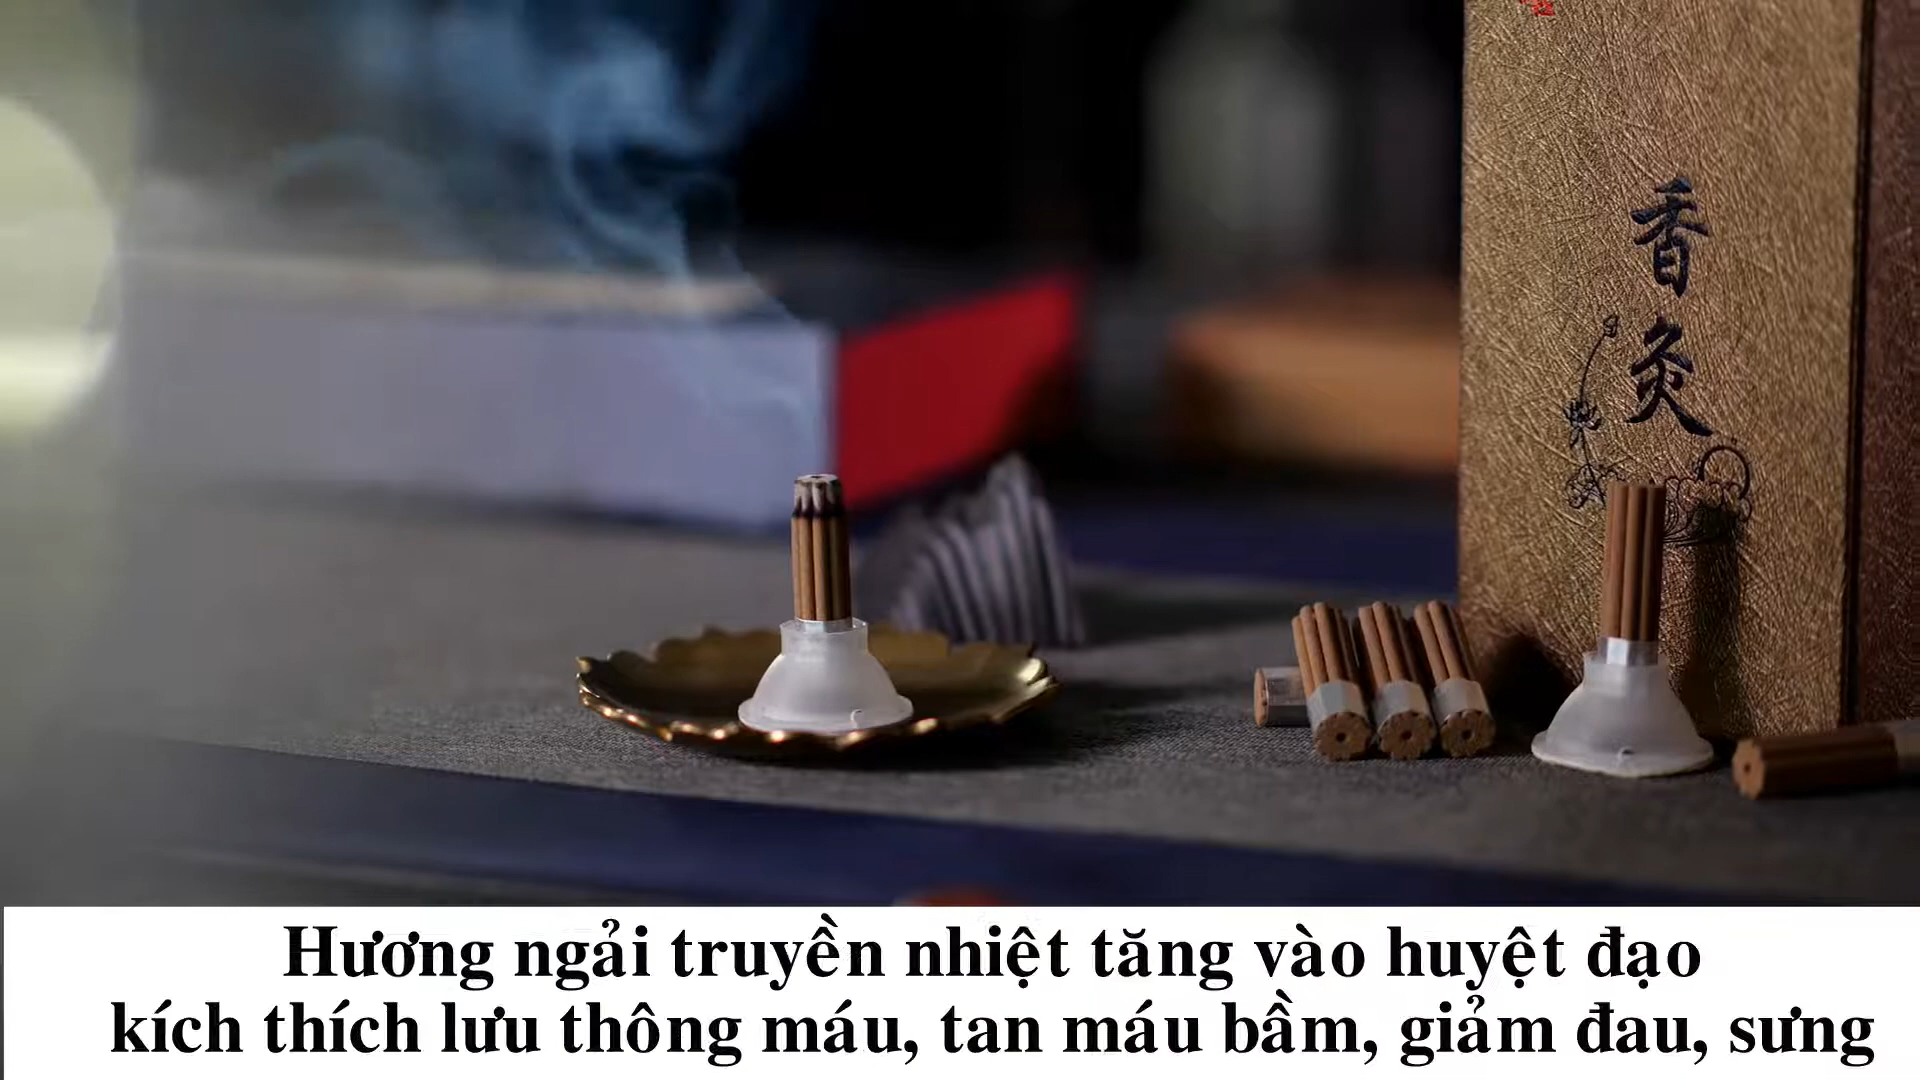 香灸
Hương ngải truyền nhiệt tăng vào huyệt đạo
kích thích lưu thông máu, tan máu bầm, giảm đau, sưng